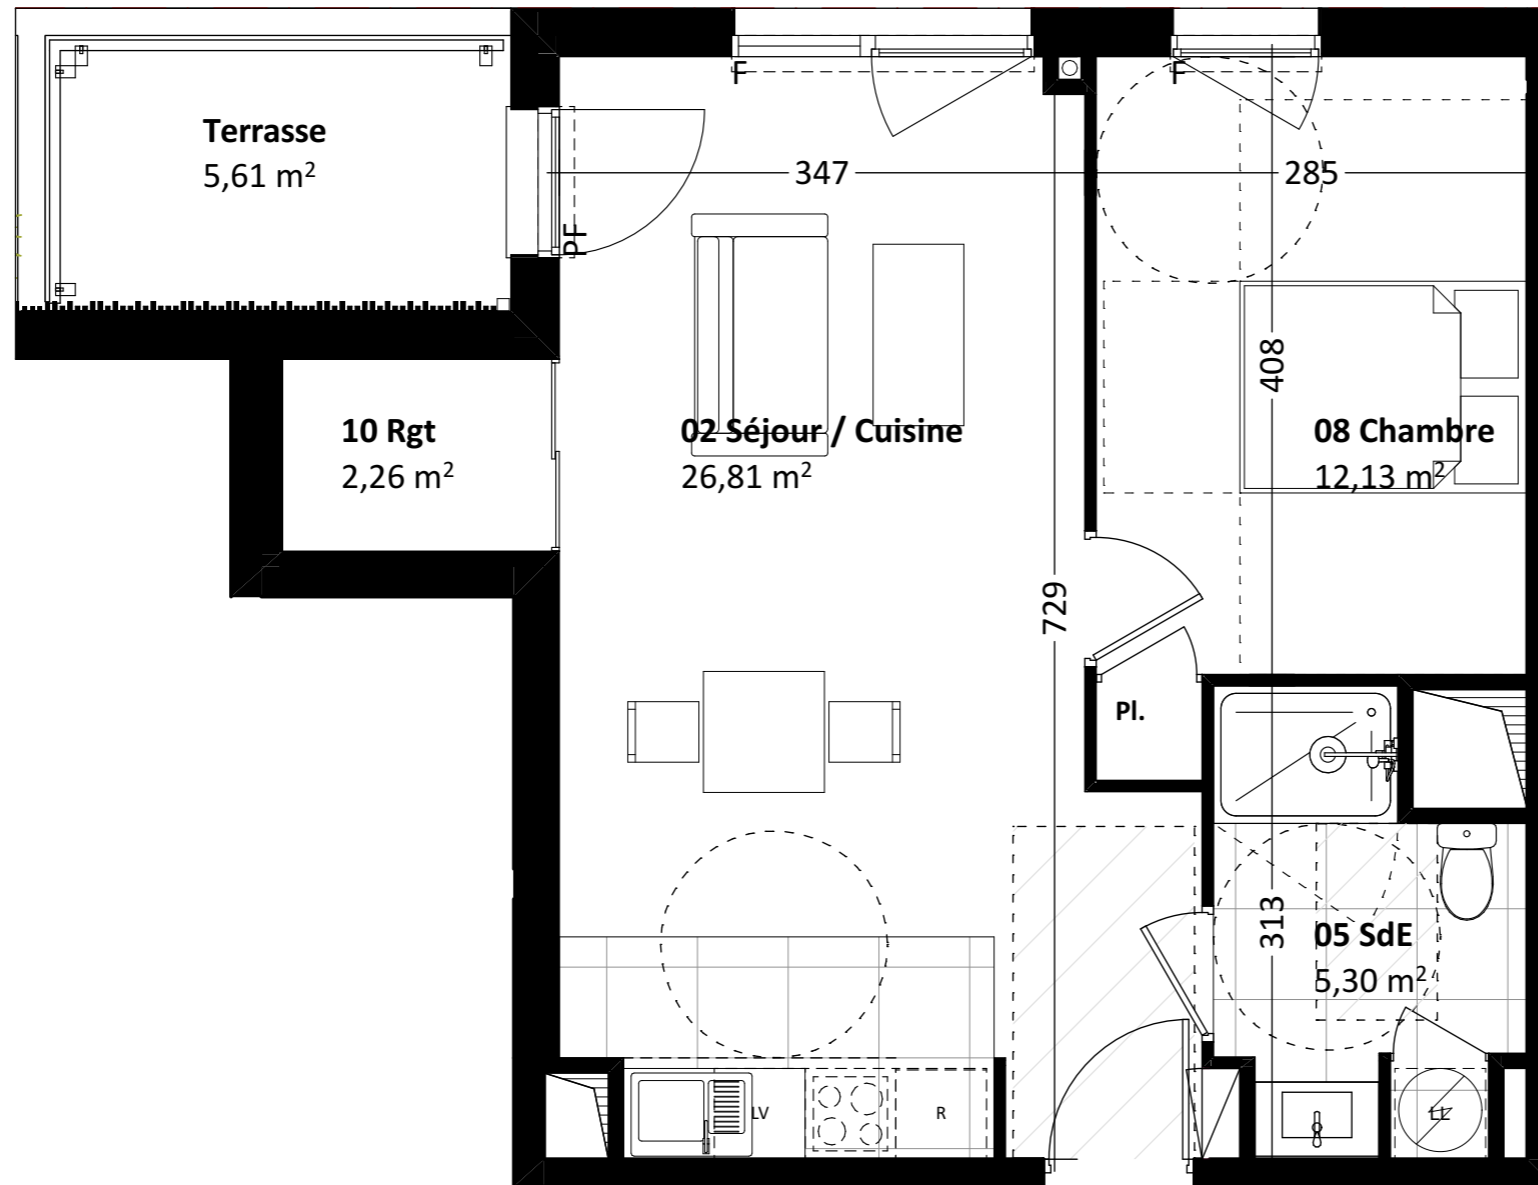 F
F
Terrasse
5,61 m²
347
285
PF
408
10 Rgt
2,26 m²
02 Séjour / Cuisine
26,81 m²
08 Chambre
12,13 m²
729
Pl.
313
05 SdE
5,30 m²
LV
R
LL